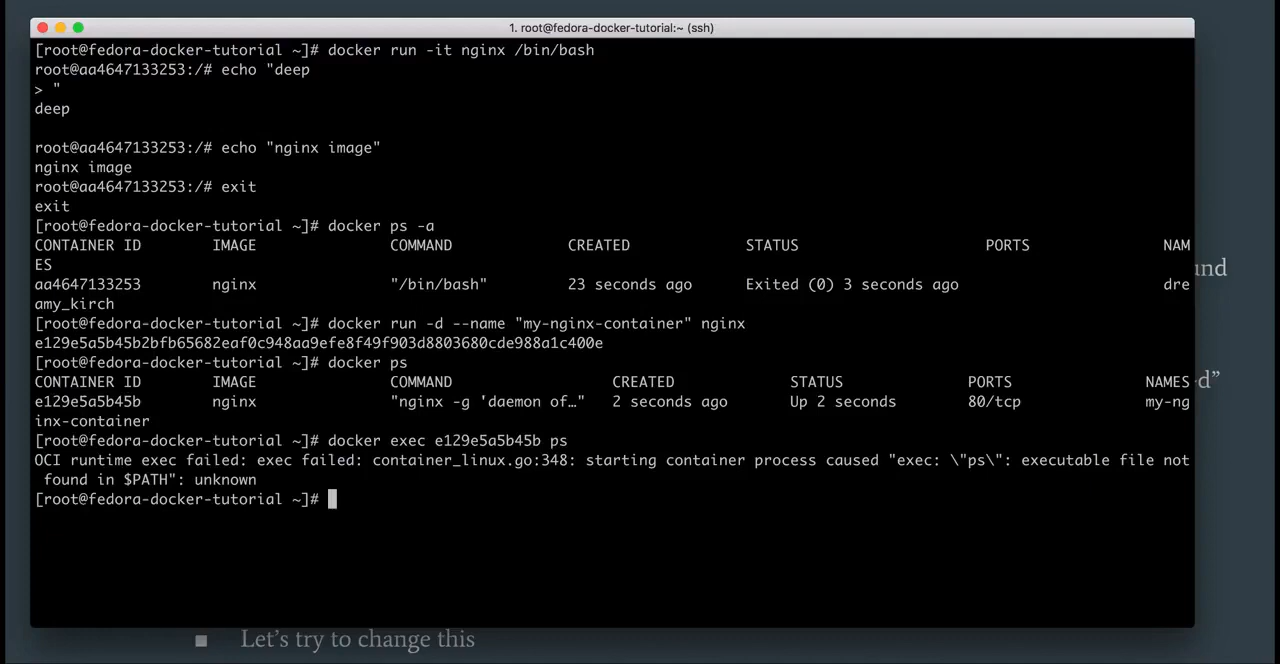 1. root@fedora-docker-tutorial:~ (ssh)
[root@fedora-docker-tutorial ~]# docker run -it nginx /bin/bash
root@aa4647133253:/# echo "deep
> "
deep
root@aa4647133253:/# echo "nginx image"
nginx image
root@aa4647133253:/# exit
exit
[root@fedora-docker-tutorial ~]# docker ps -a
CONTAINER ID IMAGE COMMAND CREATED STATUS PORTS NAM
ES
aa4647133253 nginx "/bin/bash" 23 seconds ago Exited (0) 3 seconds ago dre
amy_kirch
[root@fedora-docker-tutorial ~]# docker run -d --name "my-nginx-container" nginx
e129e5a5b45b2bfb65682eaf0c948aa9efe8f49f903d8803680cde988a1c400e
[root@fedora-docker-tutorial ~]# docker ps
CONTAINER ID IMAGE COMMAND CREATED STATUS PORTS NAMES
e129e5a5b45b nginx "nginx -g 'daemon of…" 2 seconds ago Up 2 seconds 80/tcp my-ng
inx-container
[root@fedora-docker-tutorial ~]# docker exec e129e5a5b45b ps
OCI runtime exec failed: exec failed: container_linux.go:348: starting container process caused "exec: \"ps\": executable file not
found in $PATH": unknown
[root@fedora-docker-tutorial ~]#
Let's try to change this